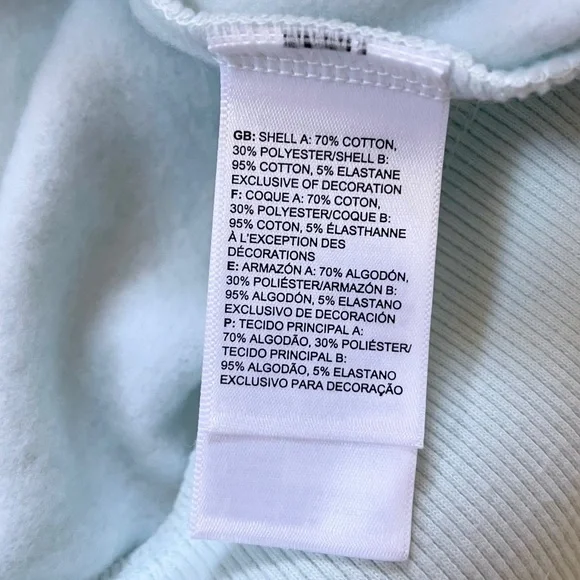 GB: SHELL A: 70% COTTON,
30% POLYESTER/SHELL B:
95% COTTON, 5% ELASTANE
EXCLUSIVE OF DECORATION
F: COQUE A: 70% COTON,
30% POLYESTER/COQUE B:
95% COTON, 5% ÉLASTHANNE
À L'EXCEPTION DES
DÉCORATIONS
E: ARMAZÓN A: 70% ALGODÓN,
30% POLIÉSTER/ARMAZÓN B:
95% ALGODÓN, 5% ELASTANO
EXCLUSIVO DE DECORACIÓN
P: TECIDO PRINCIPAL A:
70% ALGODÃO, 30% POLIÉSTER/
TECIDO PRINCIPAL B:
95% ALGODÃO, 5% ELASTANO
EXCLUSIVO PARA DECORAÇÃO